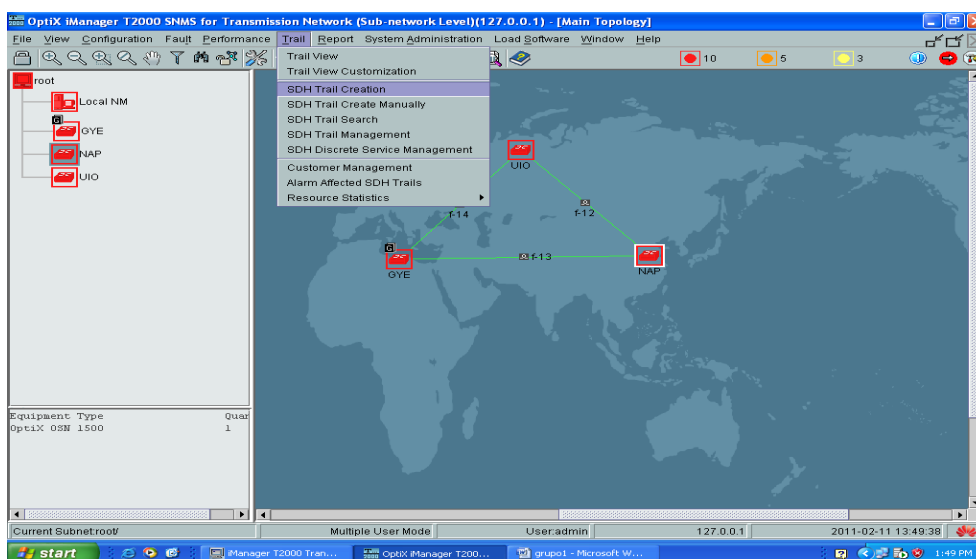 OptiX iManager T2000 SNMS for Transmission Network (Sub-network Level)(127.0.0.1) - [Main Topology]
File View Configuration Fault Performance Trail Report System Administration Load Software Window Help
10 5 3
Trail View
Trail View Customization
SDH Trail Creation
SDH Trail Create Manually
SDH Trail Search
SDH Trail Management
SDH Discrete Service Management
Customer Management
Alarm Affected SDH Trails
Resource Statistics
root
Local NM
G
GYE
NAP
UIO
UIO
f-14
f-12
G
GYE
f-13
NAP
Equipment Type Quan
OptiX OSN 1500 1
Current Subnet:root/ Multiple User Mode User:admin 127.0.0.1 2011-02-11 13:49:38
start iManager T2000 Tran... OptiX iManager T200... grupo1 - Microsoft W... 1:49 PM